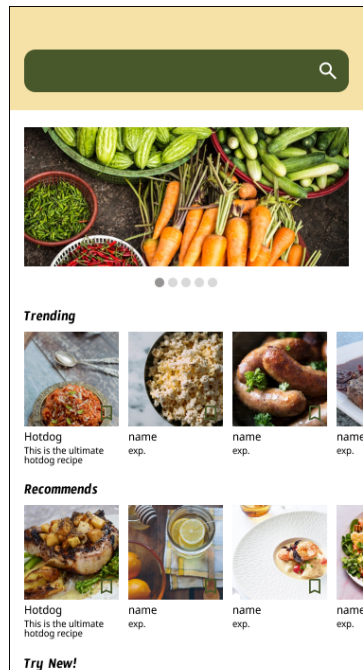 Trending
Hotdog
name
name
name
This is the ultimate
hotdog recipe
exp.
exp.
exp.
Recommends
Hotdog
name
name
name
This is the ultimate
hotdog recipe
exp.
exp.
exp.
Try New!